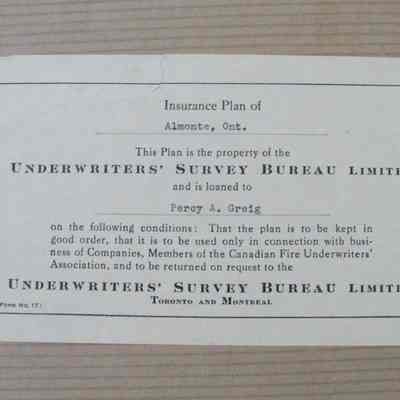 Insurance Plan of
Almonte, Ont.
This Plan is the property of the
UNDERWRITERS' SURVEY BUREAU LIMITE
and is loaned to
Percy A. Greig
on the following conditions: That the plan is to be kept in
good order, that it is to be used only in connection with busi-
ness of Companies, Members of the Canadian Fire Underwriters'
Association, and to be returned on request to the
UNDERWRITERS' SURVEY BUREAU LIMITE
TORONTO AND MONTREAL